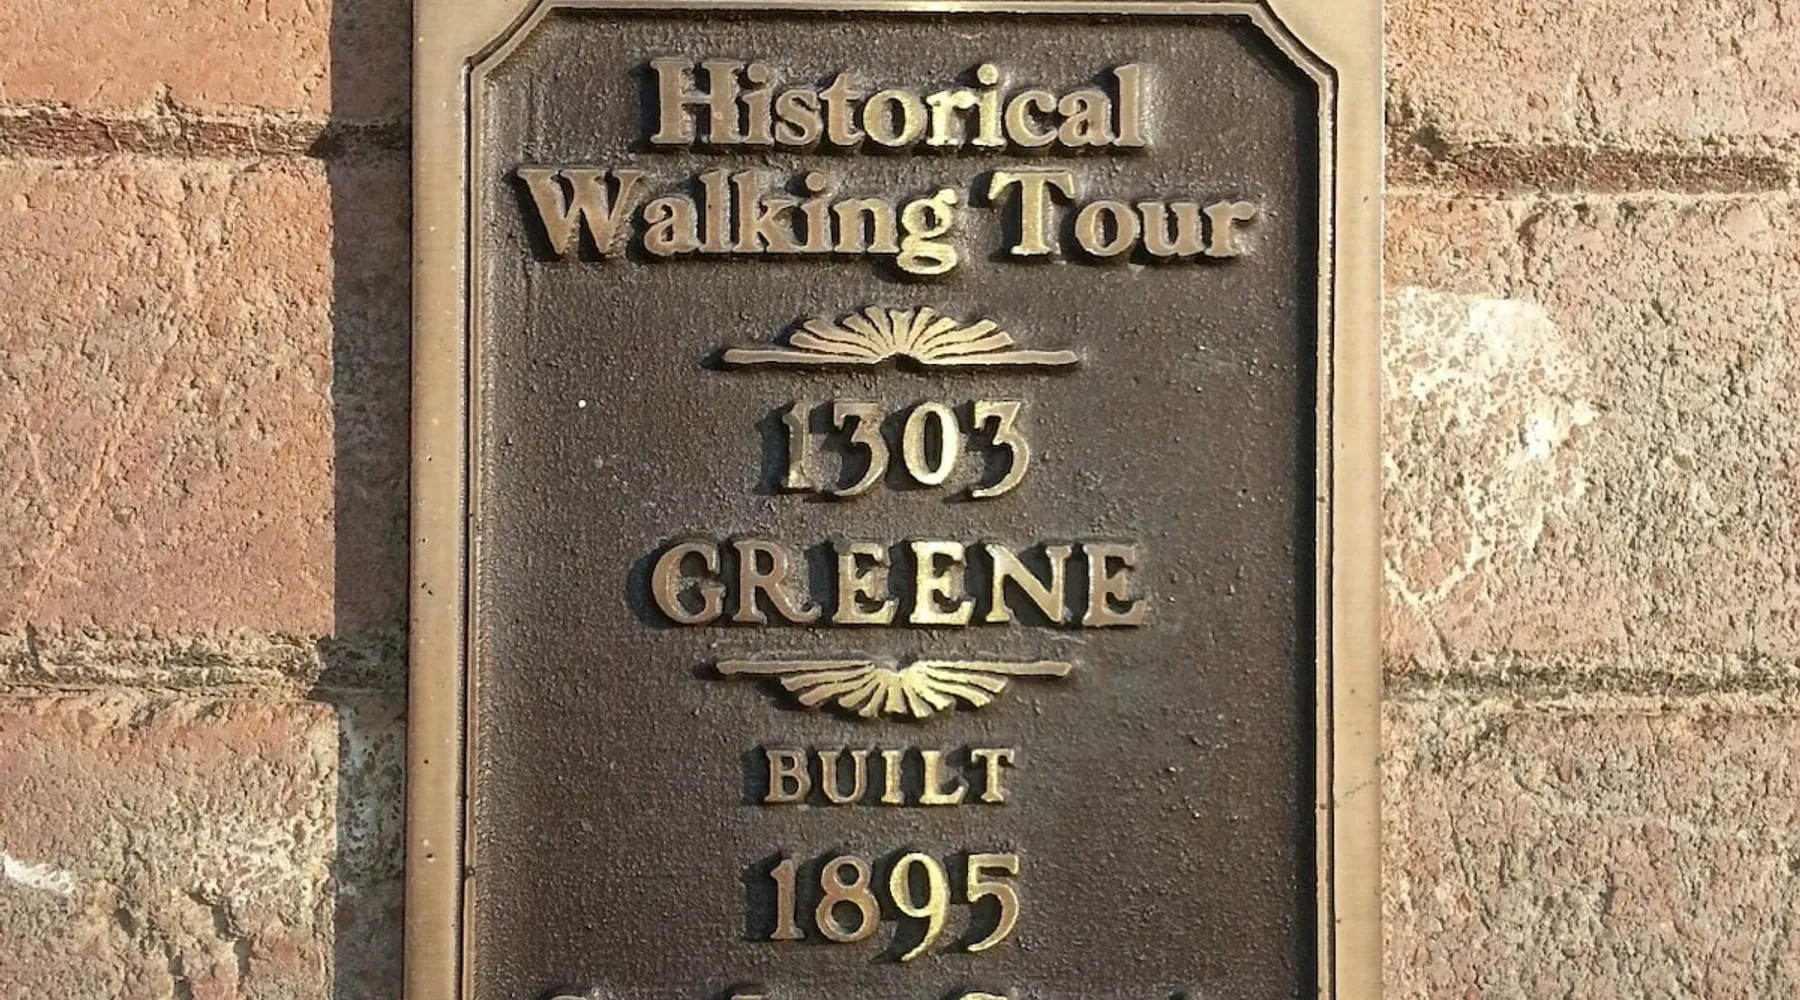 Historical
Walking Tour
1303
GREENE
BUILT
1895